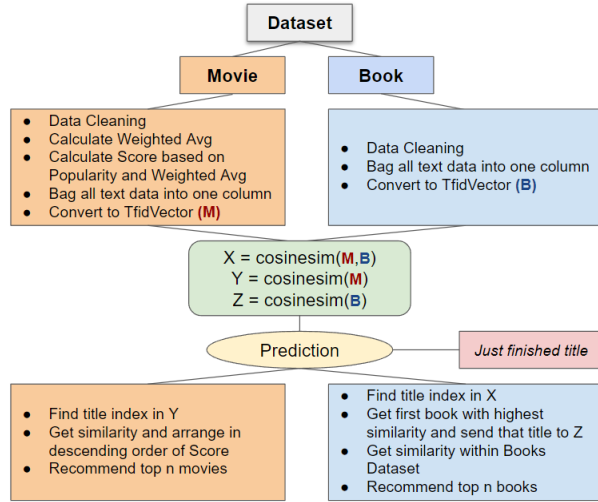 Dataset
Movie
Book
● Data Cleaning
● Calculate Weighted Avg
● Calculate Score based on
Popularity and Weighted Avg
● Bag all text data into one column
● Convert to TfidVector (M)
● Data Cleaning
● Bag all text data into one column
● Convert to TfidVector (B)
X = cosinesim(M,B)
Y = cosinesim(M)
Z = cosinesim(B)
Prediction
Just finished title
● Find title index in Y
● Get similarity and arrange in
descending order of Score
● Recommend top n movies
● Find title index in X
● Get first book with highest
similarity and send that title to Z
● Get similarity within Books
Dataset
● Recommend top n books